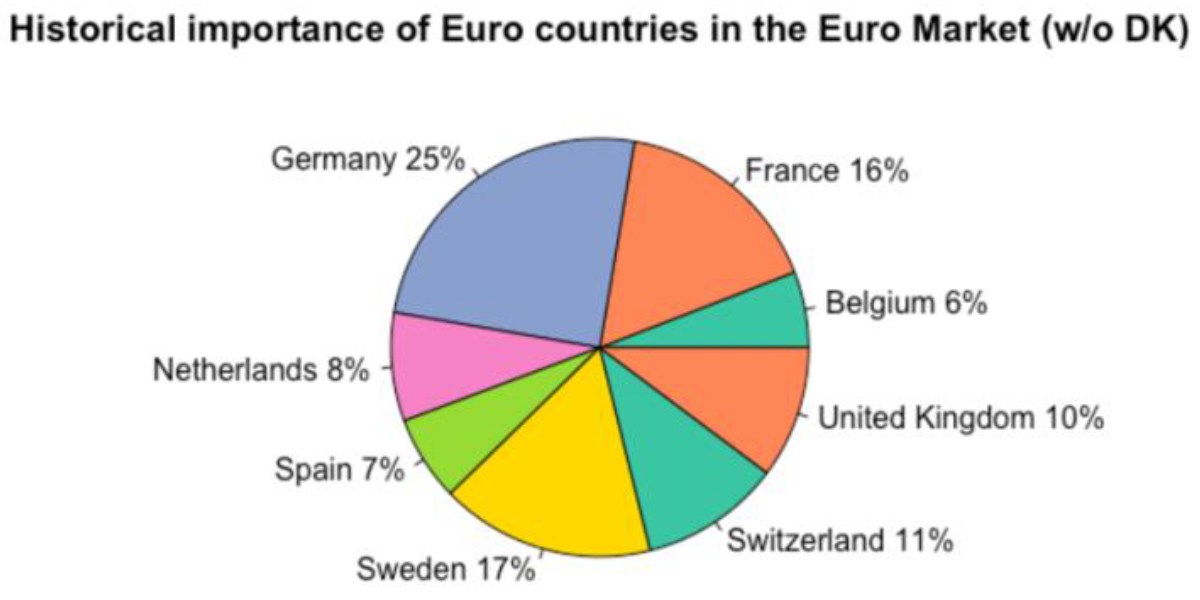 Historical importance of Euro countries in the Euro Market (w/o DK)
Germany 25%
France 16%
Belgium 6%
Netherlands 8%
United Kingdom 10%
Spain 7%
Switzerland 11%
Sweden 17%